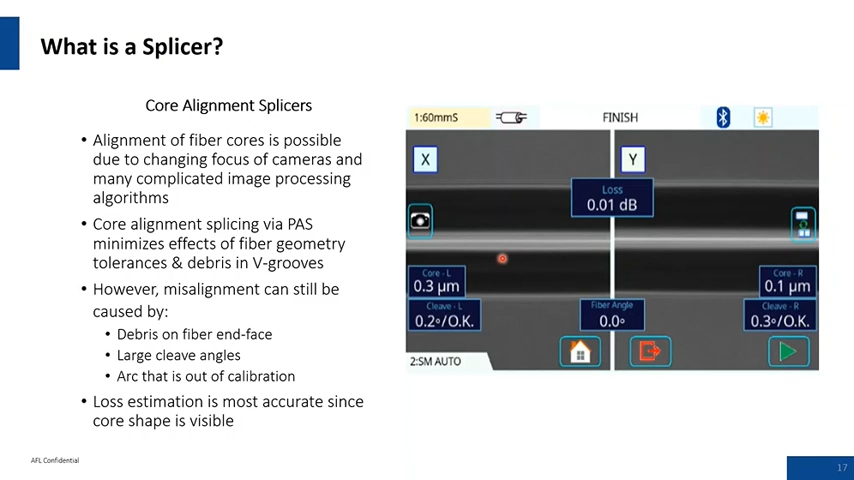 What is a Splicer?
Core Alignment Splicers
• Alignment of fiber cores is possible
due to changing focus of cameras and
many complicated image processing
algorithms
• Core alignment splicing via PAS
minimizes effects of fiber geometry
tolerances & debris in V-grooves
• However, misalignment can still be
caused by:
• Debris on fiber end-face
• Large cleave angles
• Arc that is out of calibration
• Loss estimation is most accurate since
core shape is visible
1:60mmS
FINISH
X
Y
Loss
0.01 dB
Core - L
0.3 µm
Core - R
0.1 µm
Cleave - L
0.2°/O.K.
Fiber Angle
0.0°
Cleave - R
0.3°/O.K.
2:SM AUTO
AFL Confidential
17